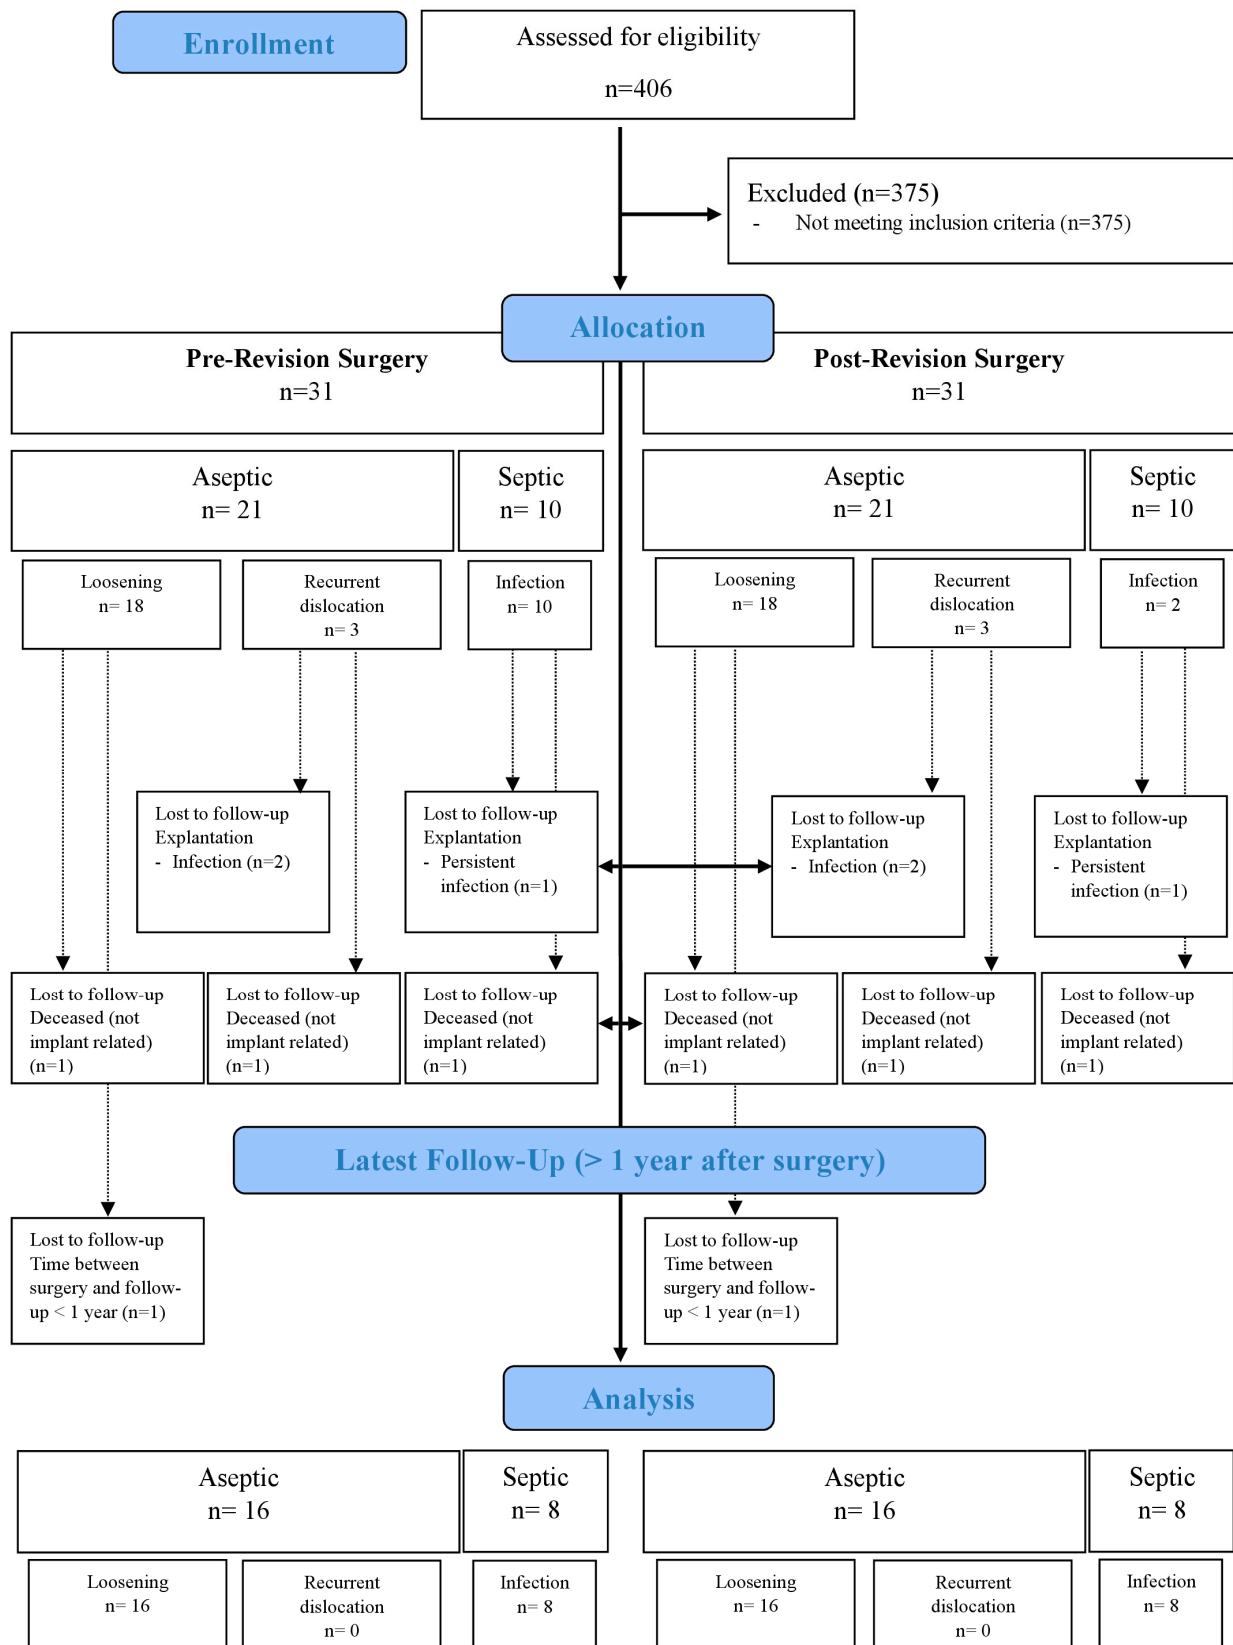 Enrollment
Assessed for eligibility
n=406
Excluded (n=375)
- Not meeting inclusion criteria (n=375)
Allocation
Pre-Revision Surgery
n=31
Post-Revision Surgery
n=31
Aseptic
n= 21
Septic
n= 10
Aseptic
n= 21
Septic
n= 10
Loosening
n= 18
Recurrent
dislocation
n= 3
Infection
n= 10
Loosening
n= 18
Recurrent
dislocation
n= 3
Infection
n= 2
Lost to follow-up
Explantation
- Infection (n=2)
Lost to follow-up
Explantation
- Persistent
infection (n=1)
Lost to follow-up
Explantation
- Infection (n=2)
Lost to follow-up
Explantation
- Persistent
infection (n=1)
Lost to follow-up
Deceased (not
implant related)
(n=1)
Lost to follow-up
Deceased (not
implant related)
(n=1)
Lost to follow-up
Deceased (not
implant related)
(n=1)
Lost to follow-up
Deceased (not
implant related)
(n=1)
Lost to follow-up
Deceased (not
implant related)
(n=1)
Lost to follow-up
Deceased (not
implant related)
(n=1)
Latest Follow-Up (> 1 year after surgery)
Lost to follow-up
Time between
surgery and follow-
up < 1 year (n=1)
Lost to follow-up
Time between
surgery and follow-
up < 1 year (n=1)
Analysis
Aseptic
n= 16
Septic
n= 8
Aseptic
n= 16
Septic
n= 8
Loosening
n= 16
Recurrent
dislocation
n= 0
Infection
n= 8
Loosening
n= 16
Recurrent
dislocation
n= 0
Infection
n= 8